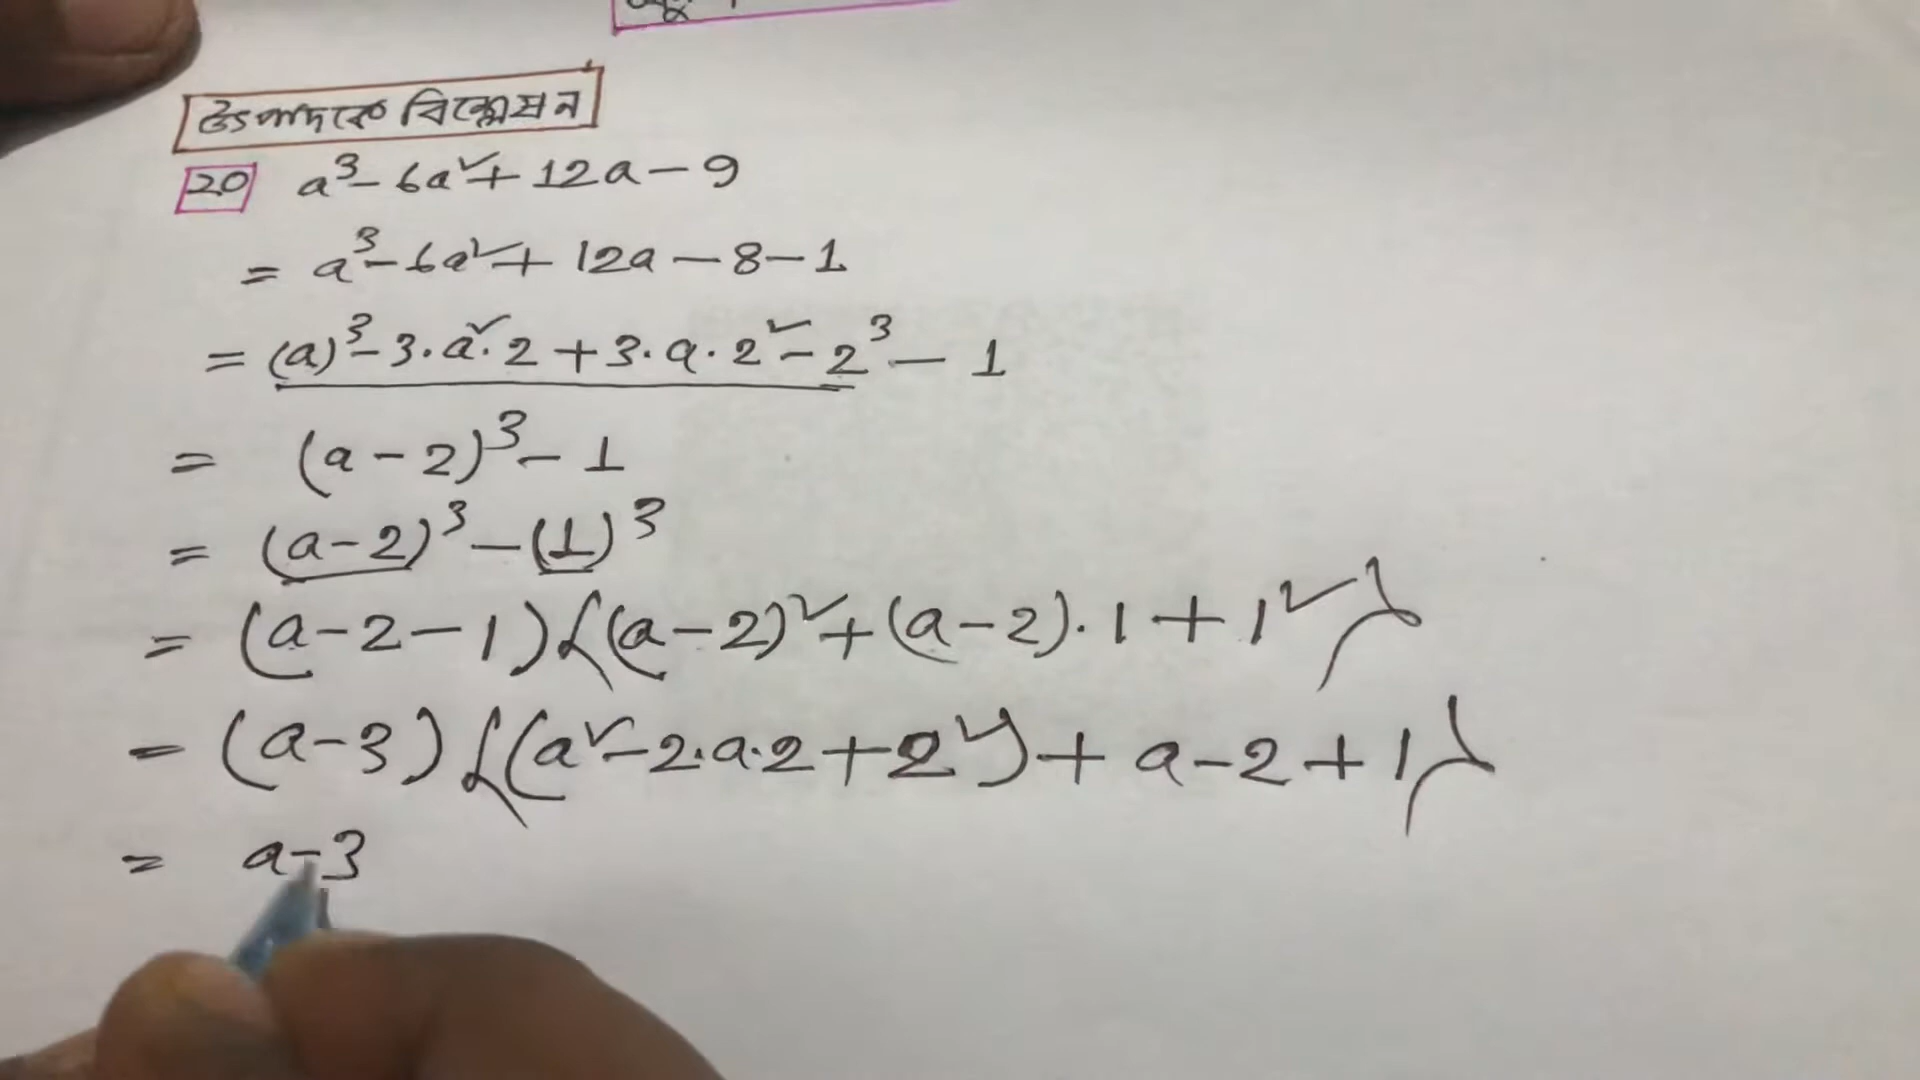 উৎপাদকে বিশ্লেষন
20 a³-6a²+12a-9
= a³-6a²+12a-8-1
= (a)³-3·a²·2+3·a·2²-2³-1
= (a-2)³-1
= (a-2)³-(1)³
= (a-2-1){(a-2)²+(a-2)·1+1²}
= (a-3){(a²-2·a·2+2²)+a-2+1}
= a-3